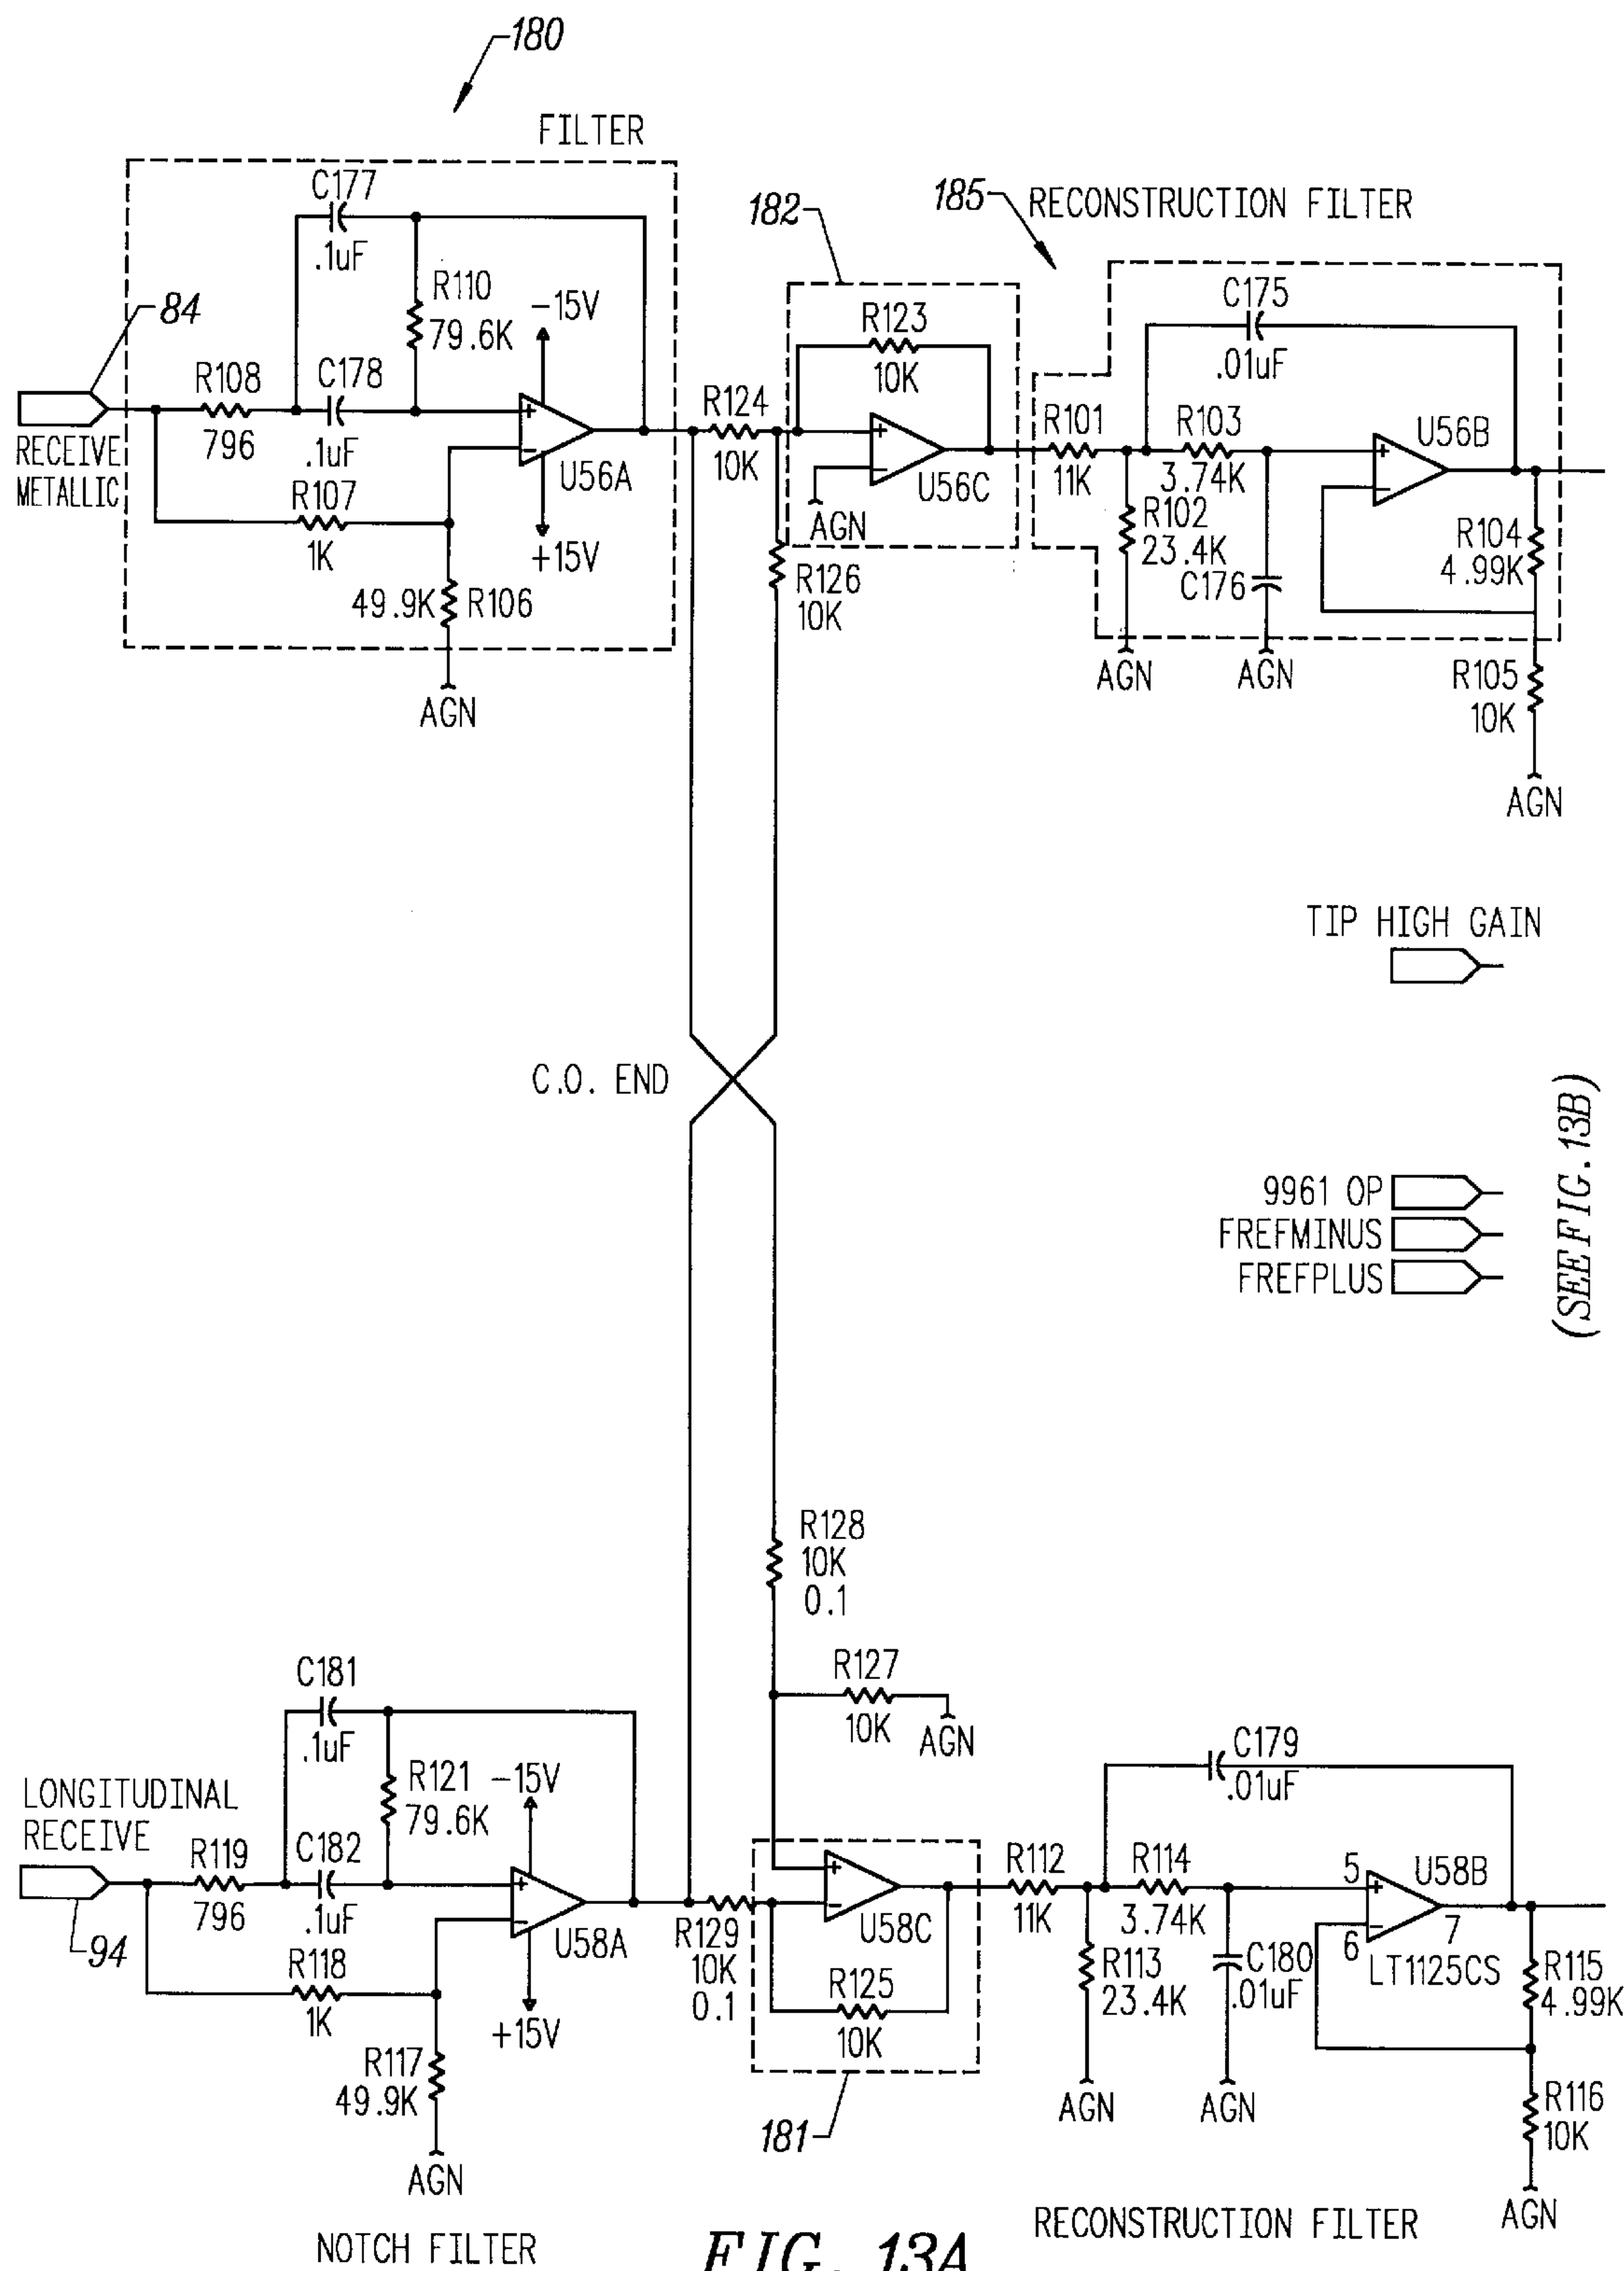 180
FILTER
C177
.1uF
R110
79.6K
-15V
84
R108
796
C178
.1uF
RECEIVE
METALLIC
R107
1K
U56A
+15V
49.9K
R106
AGN
182
R123
10K
R124
10K
U56C
AGN
R126
10K
185
RECONSTRUCTION FILTER
C175
.01uF
R101
11K
R103
3.74K
U56B
R102
23.4K
C176
R104
4.99K
AGN
AGN
R105
10K
AGN
TIP HIGH GAIN
C.O. END
9961 OP
FREFMINUS
FREFPLUS
(SEE FIG. 13B)
R128
10K
0.1
R127
10K
AGN
C181
.1uF
R121
79.6K
-15V
LONGITUDINAL
RECEIVE
R119
796
C182
.1uF
94
R118
1K
U58A
+15V
R117
49.9K
AGN
NOTCH FILTER
R129
10K
0.1
U58C
R125
10K
181
R112
11K
C179
.01uF
R114
3.74K
5
6
7
U58B
LT1125CS
R113
23.4K
C180
.01uF
R115
4.99K
AGN
AGN
R116
10K
AGN
RECONSTRUCTION FILTER
FIG. 13A